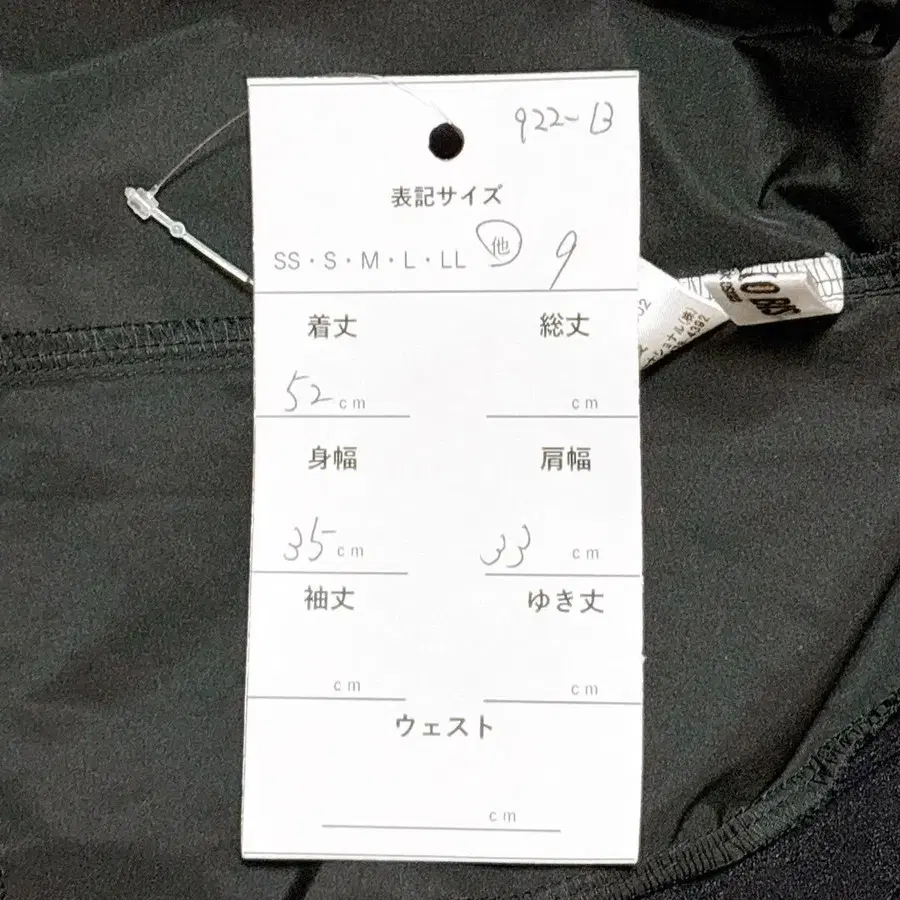 922-B
表記サイズ
SS・S・M・L・LL 他 9
着丈 総丈
52 cm cm
身幅 肩幅
35 cm 33 cm
袖丈 ゆき丈
cm cm
ウェスト
cm